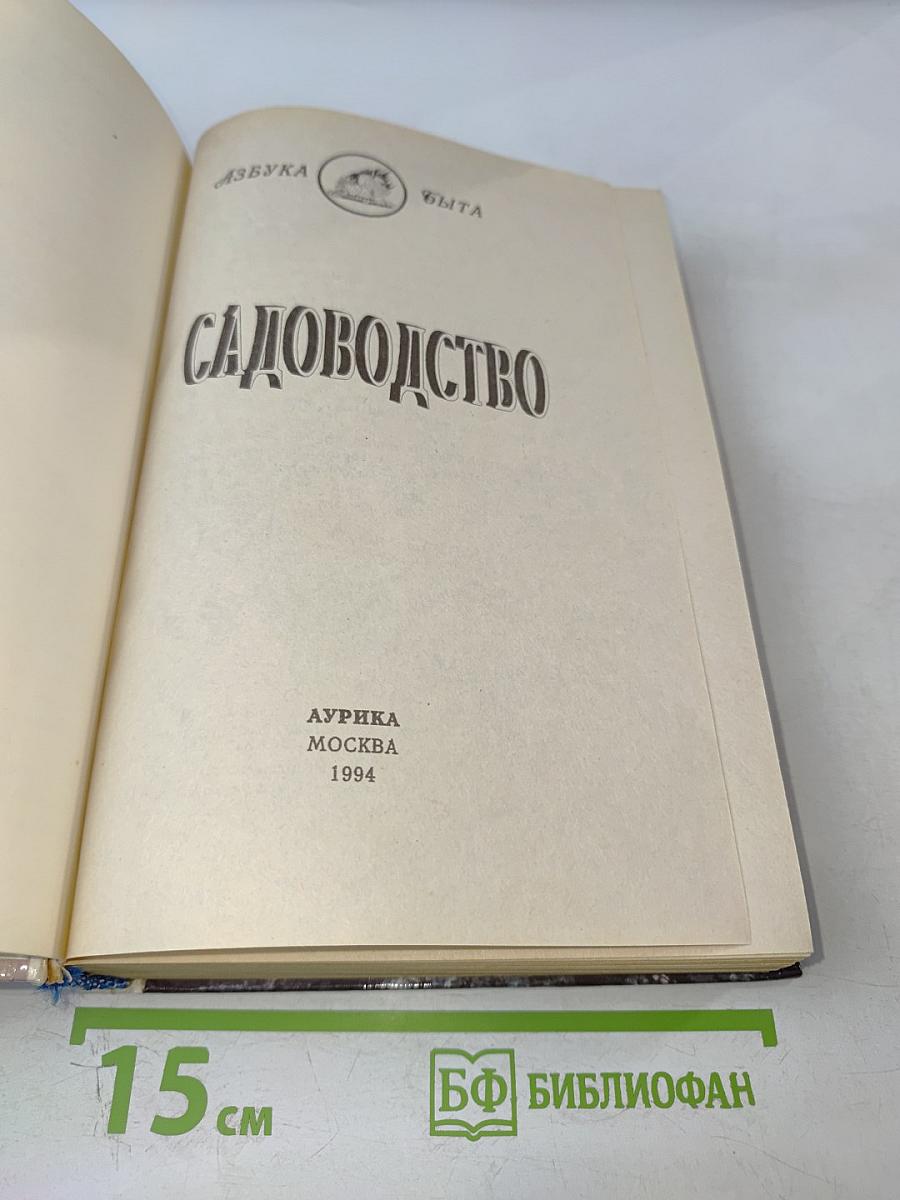 АЗБУКА БЫТА
САДОВОДСТВО
АУРИКА
МОСКВА
1994
15 см
БФ БИБЛИОФАН